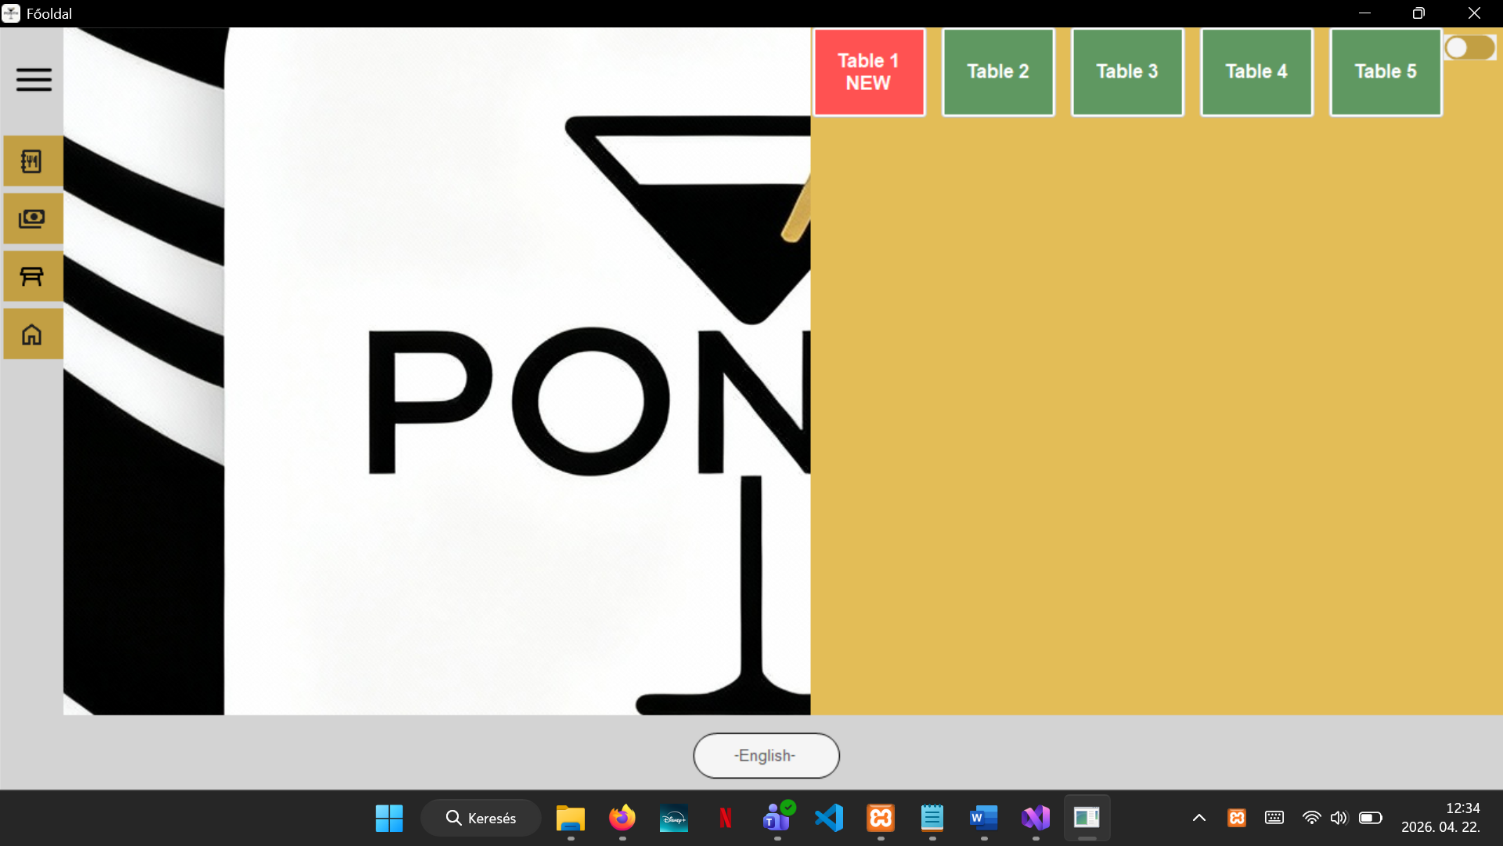 Főoldal
Table 1
NEW
Table 2
Table 3
Table 4
Table 5
PON
-English-
Keresés
Disney+
N
T
W
12:34
2026. 04. 22.